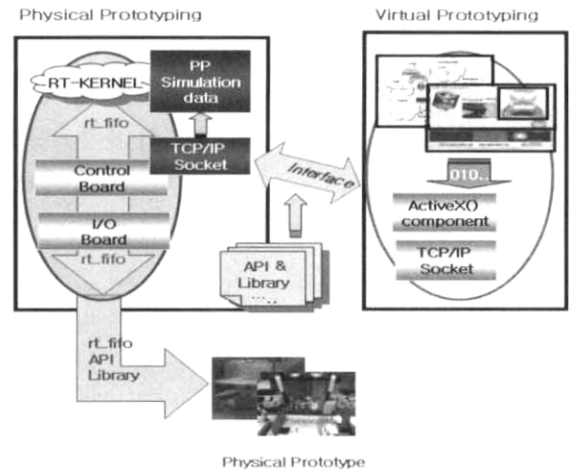 Physical Prototyping
Virtual Prototyping
RT-KERNEL
PP
Simulation
data
rt_fifo
TCP/IP
Socket
Control
Board
I/O
Board
rt_fifo
Interface
API &
Library
... ..
010..
ActiveX()
component
TCP/IP
Socket
rt_fifo
API
Library
Physical Prototype